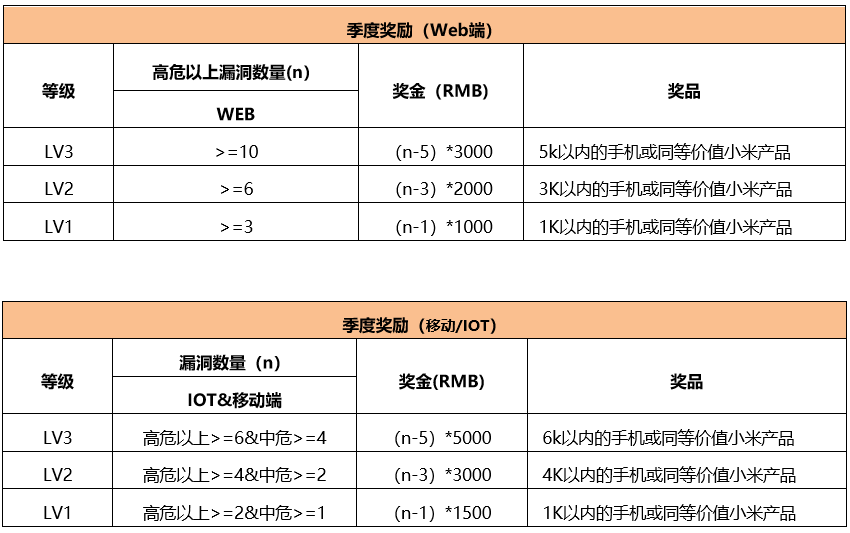 季度奖励（Web端）
等级 高危以上漏洞数量(n) 奖金（RMB） 奖品
WEB
LV3 >=10 （n-5）*3000 5k以内的手机或同等价值小米产品
LV2 >=6 （n-3）*2000 3K以内的手机或同等价值小米产品
LV1 >=3 （n-1）*1000 1K以内的手机或同等价值小米产品
季度奖励（移动/IOT）
等级 漏洞数量（n） 奖金(RMB) 奖品
IOT&移动端
LV3 高危以上>=6&中危>=4 （n-5）*5000 6k以内的手机或同等价值小米产品
LV2 高危以上>=4&中危>=2 （n-3）*3000 4K以内的手机或同等价值小米产品
LV1 高危以上>=2&中危>=1 （n-1）*1500 1K以内的手机或同等价值小米产品